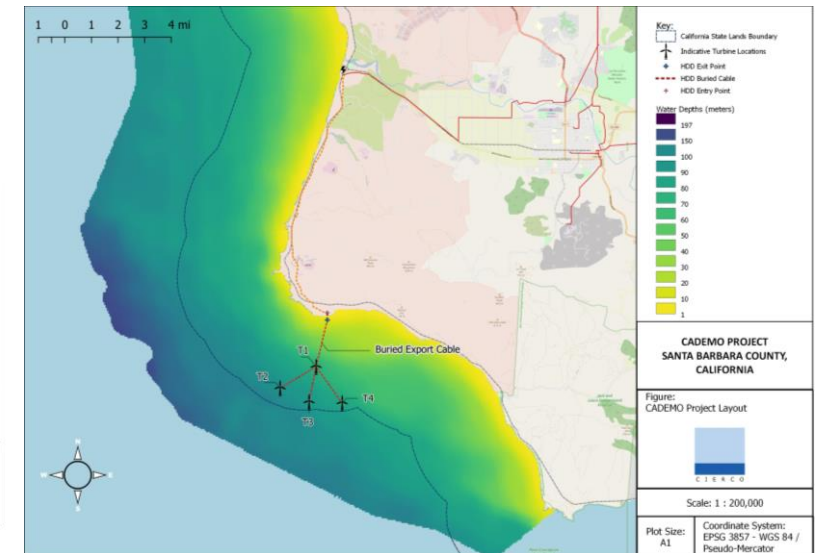 1 0 1 2 3 4 mi
Buried Export Cable
T1
T2
T3
T4
N
Key:
California State Lands Boundary
Indicative Turbine Locations
HDD Exit Point
HDD Buried Cable
HDD Entry Point
Water Depths (meters)
197
150
100
90
80
70
60
50
40
30
20
10
1
CADEMO PROJECT
SANTA BARBARA COUNTY,
CALIFORNIA
Figure:
CADEMO Project Layout
CIERCO
Scale: 1 : 200,000
Plot Size:
A1
Coordinate System:
EPSG 3857 - WGS 84 /
Pseudo-Mercator